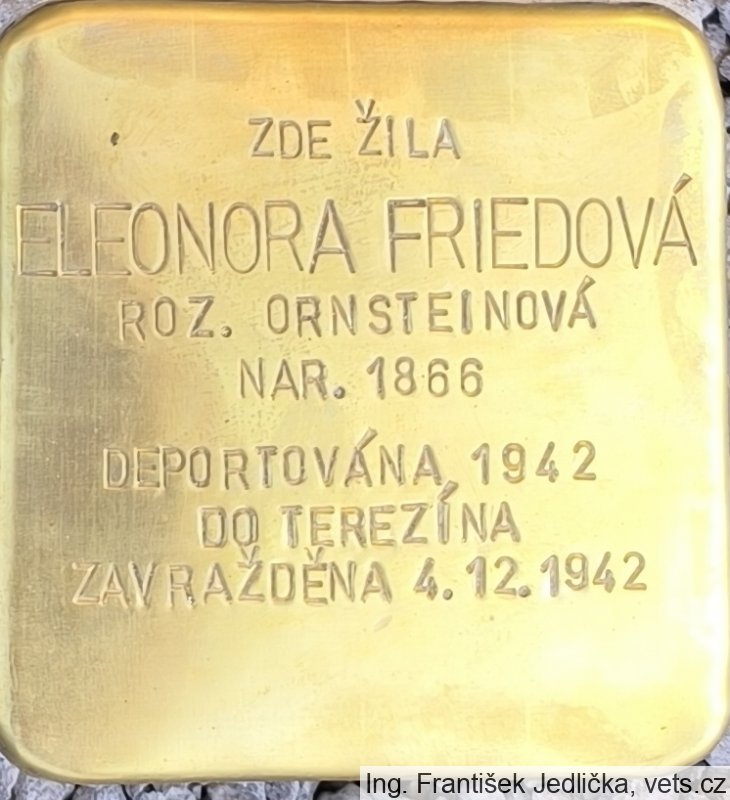 ZDE ŽILA
ELEONORA FRIEDOVÁ
ROZ. ORNSTEINOVÁ
NAR. 1866
DEPORTOVÁNA 1942
DO TEREZÍNA
ZAVRAŽDĚNA 4.12.1942
Ing. František Jedlička, vets.cz